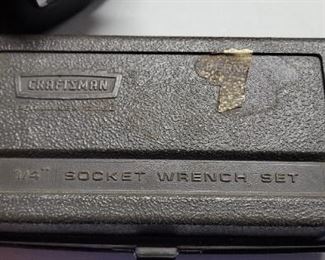 CRAFTSMAN
1/4" SOCKET WRENCH SET